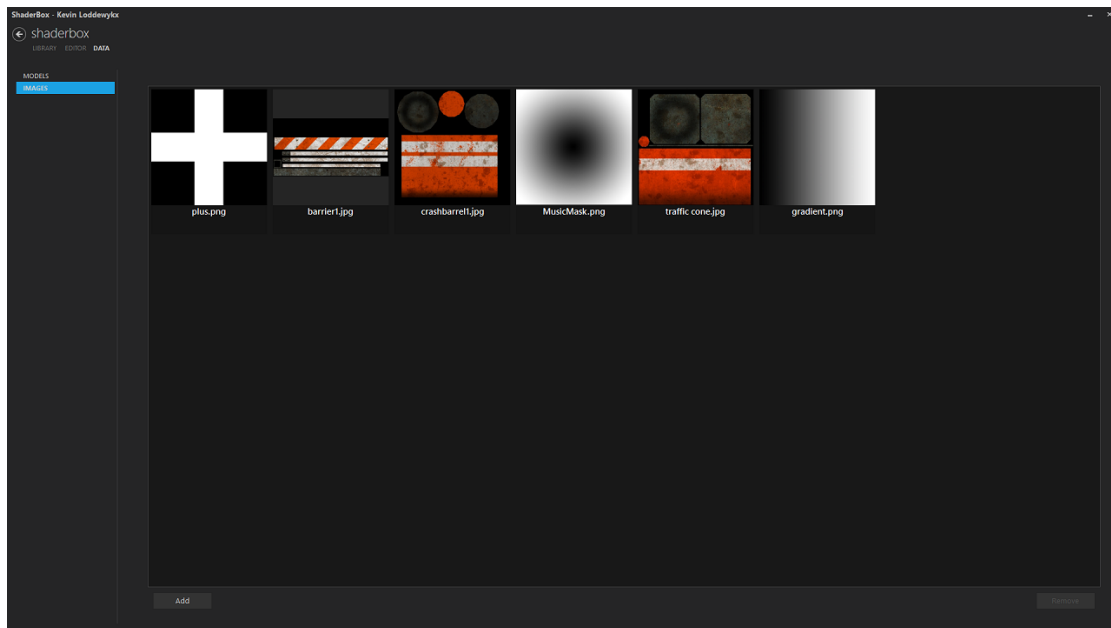 ShaderBox - Kevin Loddewykx
shaderbox
LIBRARY EDITOR DATA
MODELS
IMAGES
plus.png barrier1.jpg crashbarrel1.jpg MusicMask.png traffic cone.jpg gradient.png
Add Remove